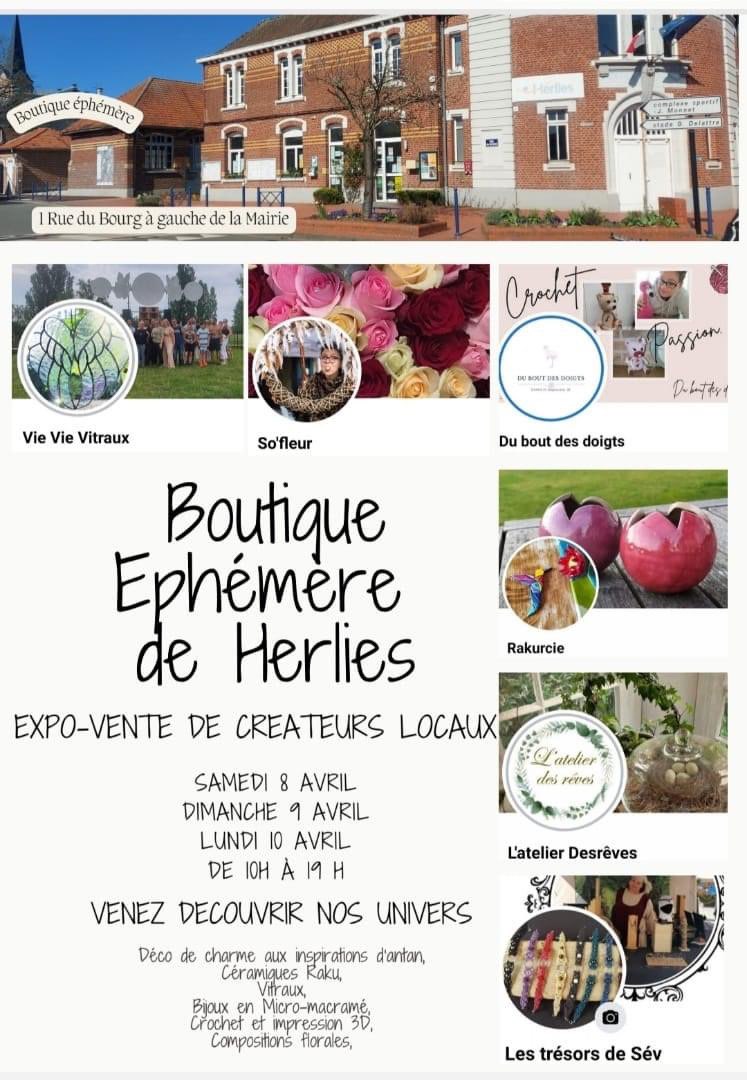 Herlies
Boutique éphémère
complexe sportif
J. Monnet
stade G. Delattre
1 Rue du Bourg à gauche de la Mairie
Vie Vie Vitraux
So'fleur
Crochet
Passion
DU BOUT DES DOIGTS
Du bout des d
Du bout des doigts
Boutique
Ephémère
de Herlies
Rakurcie
EXPO-VENTE DE CREATEURS LOCAUX
SAMEDI 8 AVRIL
DIMANCHE 9 AVRIL
LUNDI 10 AVRIL
DE 10H À 19 H
L'atelier
des rêves
L'atelier Desrêves
VENEZ DECOUVRIR NOS UNIVERS
Déco de charme aux inspirations d'antan,
Céramiques Raku,
Vitraux,
Bijoux en Micro-macramé,
Crochet et impression 3D,
Compositions florales,
Les trésors de Sév